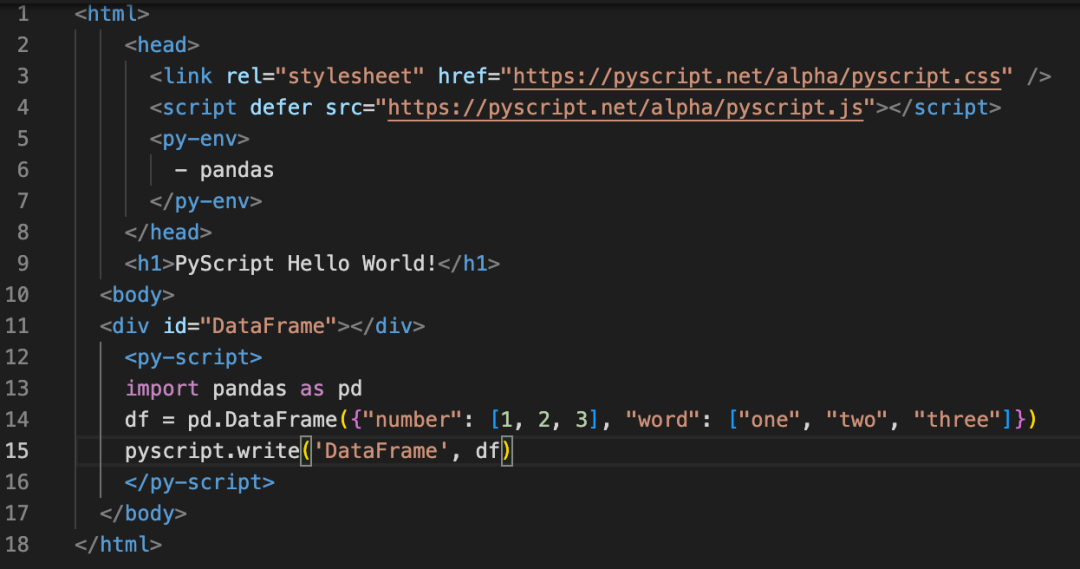 1 <html>
2 <head>
3 <link rel="stylesheet" href="https://pyscript.net/alpha/pyscript.css" />
4 <script defer src="https://pyscript.net/alpha/pyscript.js"></script>
5 <py-env>
6 - pandas
7 </py-env>
8 </head>
9 <h1>PyScript Hello World!</h1>
10 <body>
11 <div id="DataFrame"></div>
12 <py-script>
13 import pandas as pd
14 df = pd.DataFrame({"number": [1, 2, 3], "word": ["one", "two", "three"]})
15 pyscript.write('DataFrame', df)
16 </py-script>
17 </body>
18 </html>